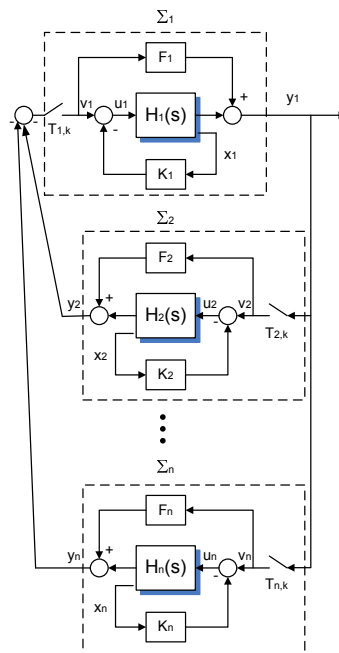 Σ1
F1
+
y1
- -
T1,k
v1
u1
H1(s)
-
x1
K1
Σ2
F2
+
y2
H2(s)
u2
v2
-
T2,k
x2
K2
Σn
Fn
+
yn
Hn(s)
un
vn
-
Tn,k
xn
Kn